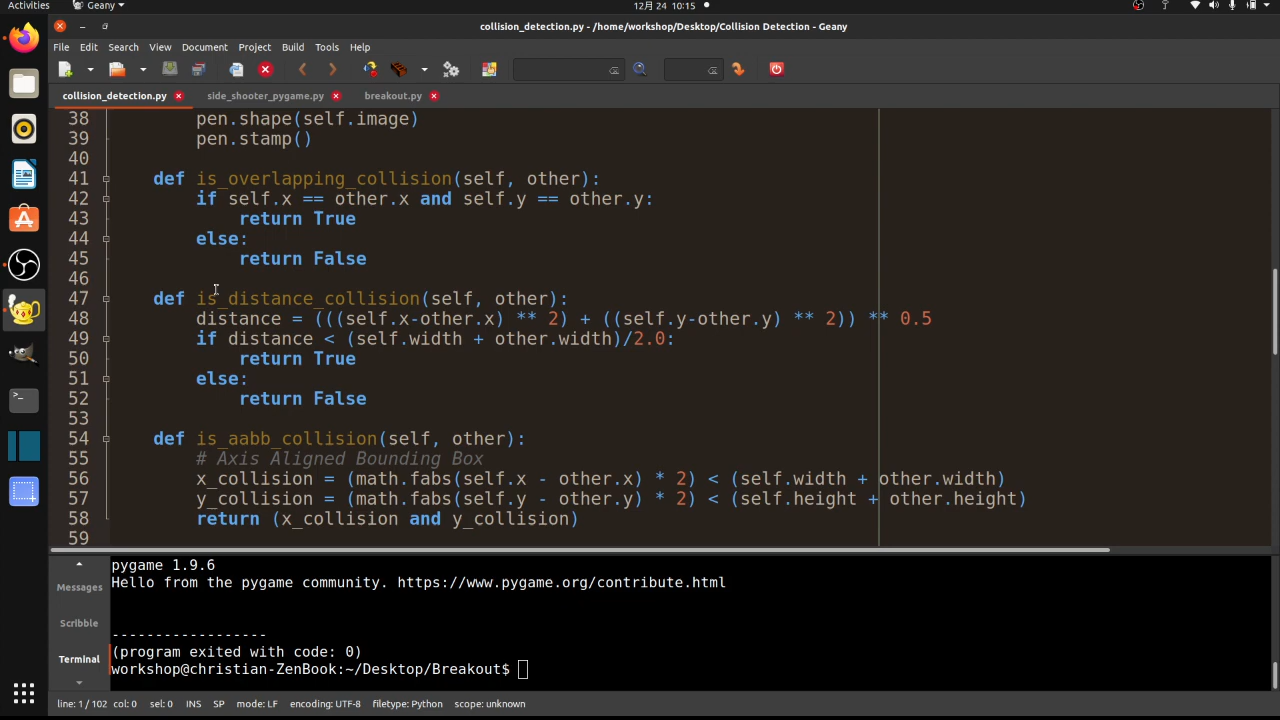 Activities
Geany
12月 24 10:15
collision_detection.py - /home/workshop/Desktop/Collision Detection - Geany
File Edit Search View Document Project Build Tools Help
collision_detection.py side_shooter_pygame.py breakout.py
38 pen.shape(self.image)
39 pen.stamp()
40
41 def is_overlapping_collision(self, other):
42 if self.x == other.x and self.y == other.y:
43 return True
44 else:
45 return False
46
47 def is_distance_collision(self, other):
48 distance = (((self.x-other.x) ** 2) + ((self.y-other.y) ** 2)) ** 0.5
49 if distance < (self.width + other.width)/2.0:
50 return True
51 else:
52 return False
53
54 def is_aabb_collision(self, other):
55 # Axis Aligned Bounding Box
56 x_collision = (math.fabs(self.x - other.x) * 2) < (self.width + other.width)
57 y_collision = (math.fabs(self.y - other.y) * 2) < (self.height + other.height)
58 return (x_collision and y_collision)
59
Messages
Scribble
Terminal
pygame 1.9.6
Hello from the pygame community. https://www.pygame.org/contribute.html
------------------
(program exited with code: 0)
workshop@christian-ZenBook:~/Desktop/Breakout$
line: 1 / 102 col: 0 sel: 0 INS SP mode: LF encoding: UTF-8 filetype: Python scope: unknown